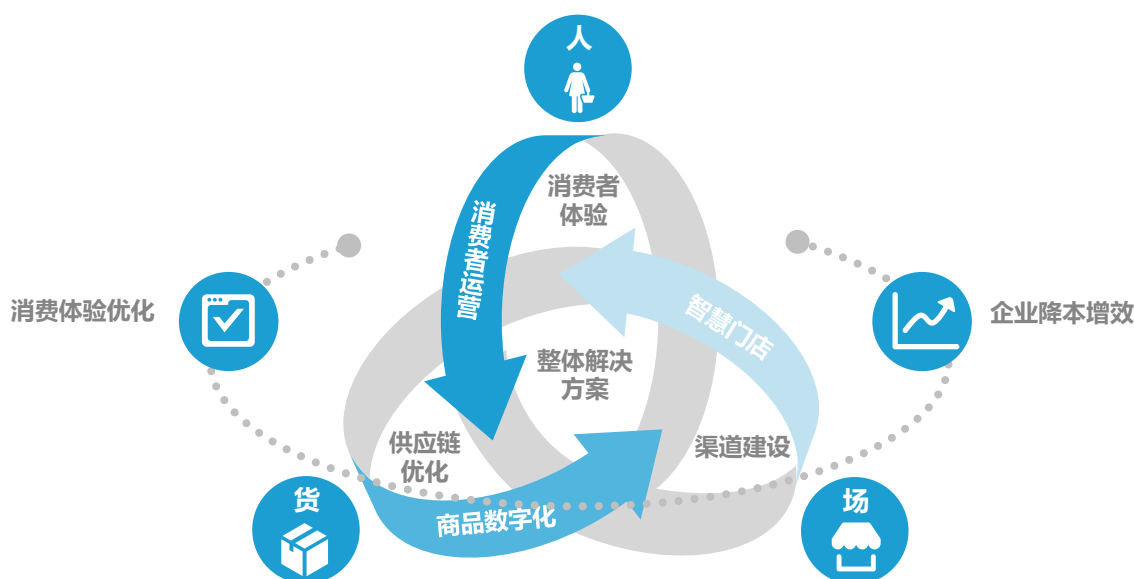 人
消费者
体验
消费者运营
智慧门店
消费体验优化
企业降本增效
整体解决
方案
供应链
优化
渠道建设
货
商品数字化
场